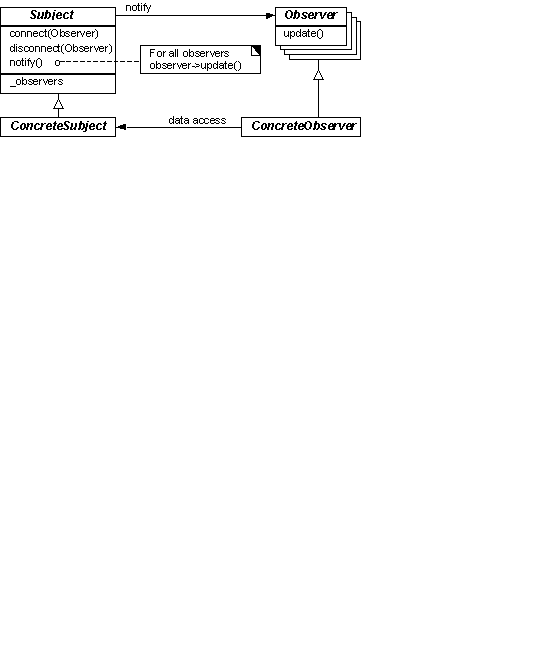 Subject
connect(Observer)
disconnect(Observer)
notify()
_observers
notify
Observer
update()
For all observers
observer->update()
ConcreteSubject
data access
ConcreteObserver